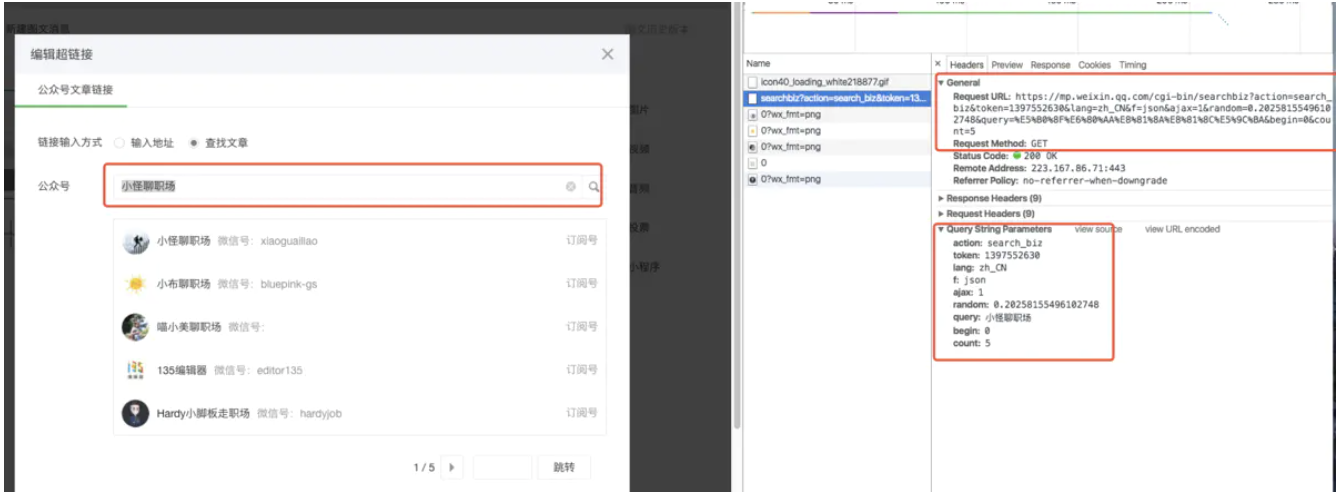 新建图文消息
图文历史版本
编辑超链接
公众号文章链接
链接输入方式 输入地址 查找文章
公众号 小怪聊职场
小怪聊职场 微信号: xiaoguailiao 订阅号
小布聊职场 微信号: bluepink-gs 订阅号
喵小美聊职场 微信号: 订阅号
135编辑器 微信号: editor135 订阅号
Hardy小脚板走职场 微信号: hardyjob 订阅号
1 / 5 跳转
图片
视频
音频
投票
小程序
Name
icon40_loading_white218877.gif
searchbiz?action=search_biz&token=13...
0?wx_fmt=png
0?wx_fmt=png
0?wx_fmt=png
0
0?wx_fmt=png
× Headers Preview Response Cookies Timing
General
Request URL: https://mp.weixin.qq.com/cgi-bin/searchbiz?action=search_
biz&token=1397552630&lang=zh_CN&f=json&ajax=1&random=0.2025815549610
2748&query=%E5%B0%8F%E6%80%AA%E8%81%8A%E8%81%8C%E5%9C%BA&begin=0&cou
nt=5
Request Method: GET
Status Code: 200 OK
Remote Address: 223.167.86.71:443
Referrer Policy: no-referrer-when-downgrade
Response Headers (9)
Request Headers (9)
Query String Parameters view source view URL encoded
action: search_biz
token: 1397552630
lang: zh_CN
f: json
ajax: 1
random: 0.20258155496102748
query: 小怪聊职场
begin: 0
count: 5